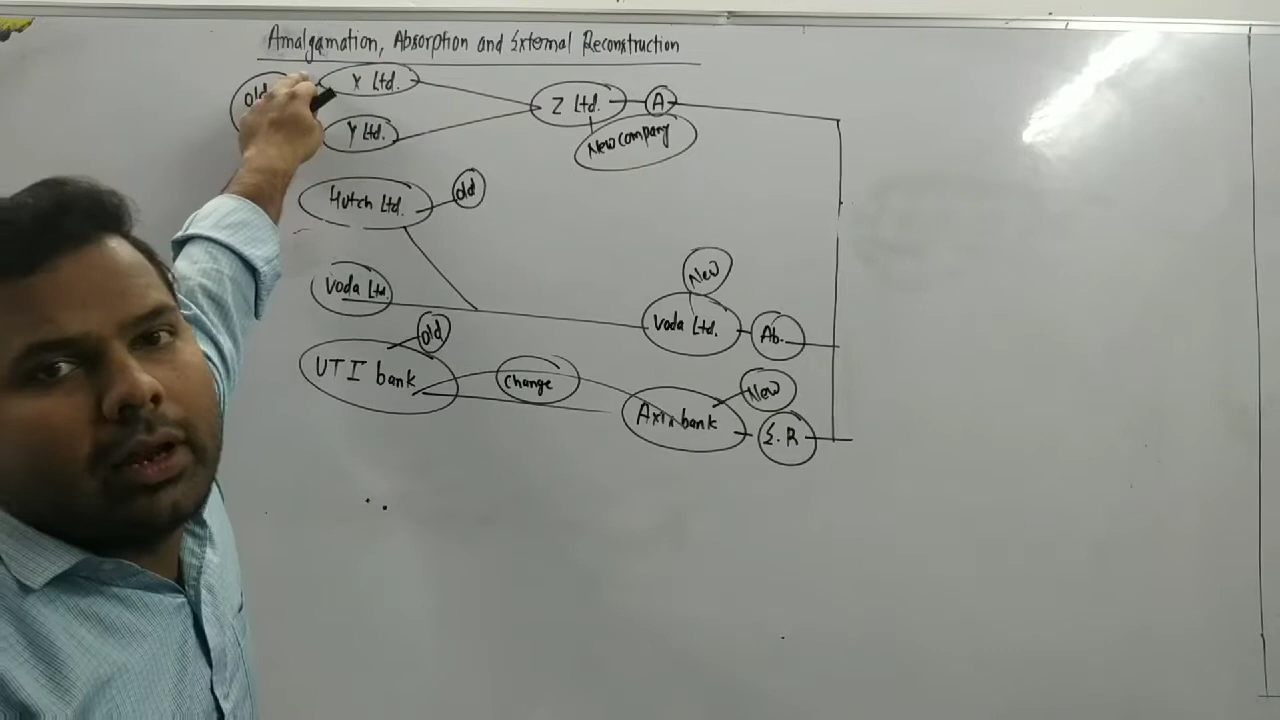 Amalgamation, Absorption and External Reconstruction
Old X Ltd.
Z Ltd. A
Y Ltd. New company
Hutch Ltd. Old
New
Voda Ltd
Voda Ltd. Ab.
Old
UTI bank Change New
Axis bank
E.R